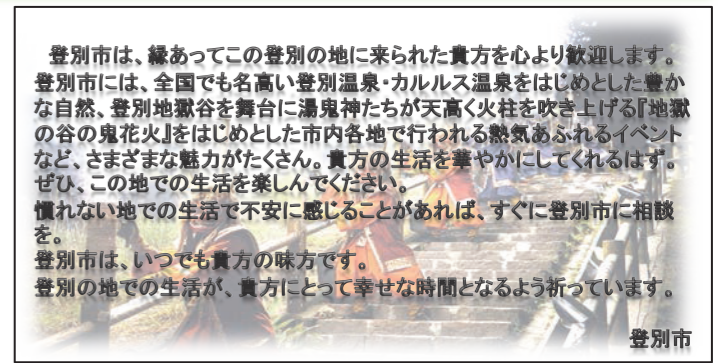 登別市は、縁あってこの登別の地に来られた貴方を心より歓迎します。
登別市には、全国でも名高い登別温泉・カルルス温泉をはじめとした豊か
な自然、登別地獄谷を舞台に湯鬼神たちが天高く火柱を吹き上げる『地獄
の谷の鬼花火』をはじめとした市内各地で行われる熱気あふれるイベント
など、さまざまな魅力がたくさん。貴方の生活を華やかにしてくれるはず。
ぜひ、この地での生活を楽しんでください。
慣れない地での生活で不安に感じることがあれば、すぐに登別市に相談
を。
登別市は、いつでも貴方の味方です。
登別の地での生活が、貴方にとって幸せな時間となるよう祈っています。
登別市